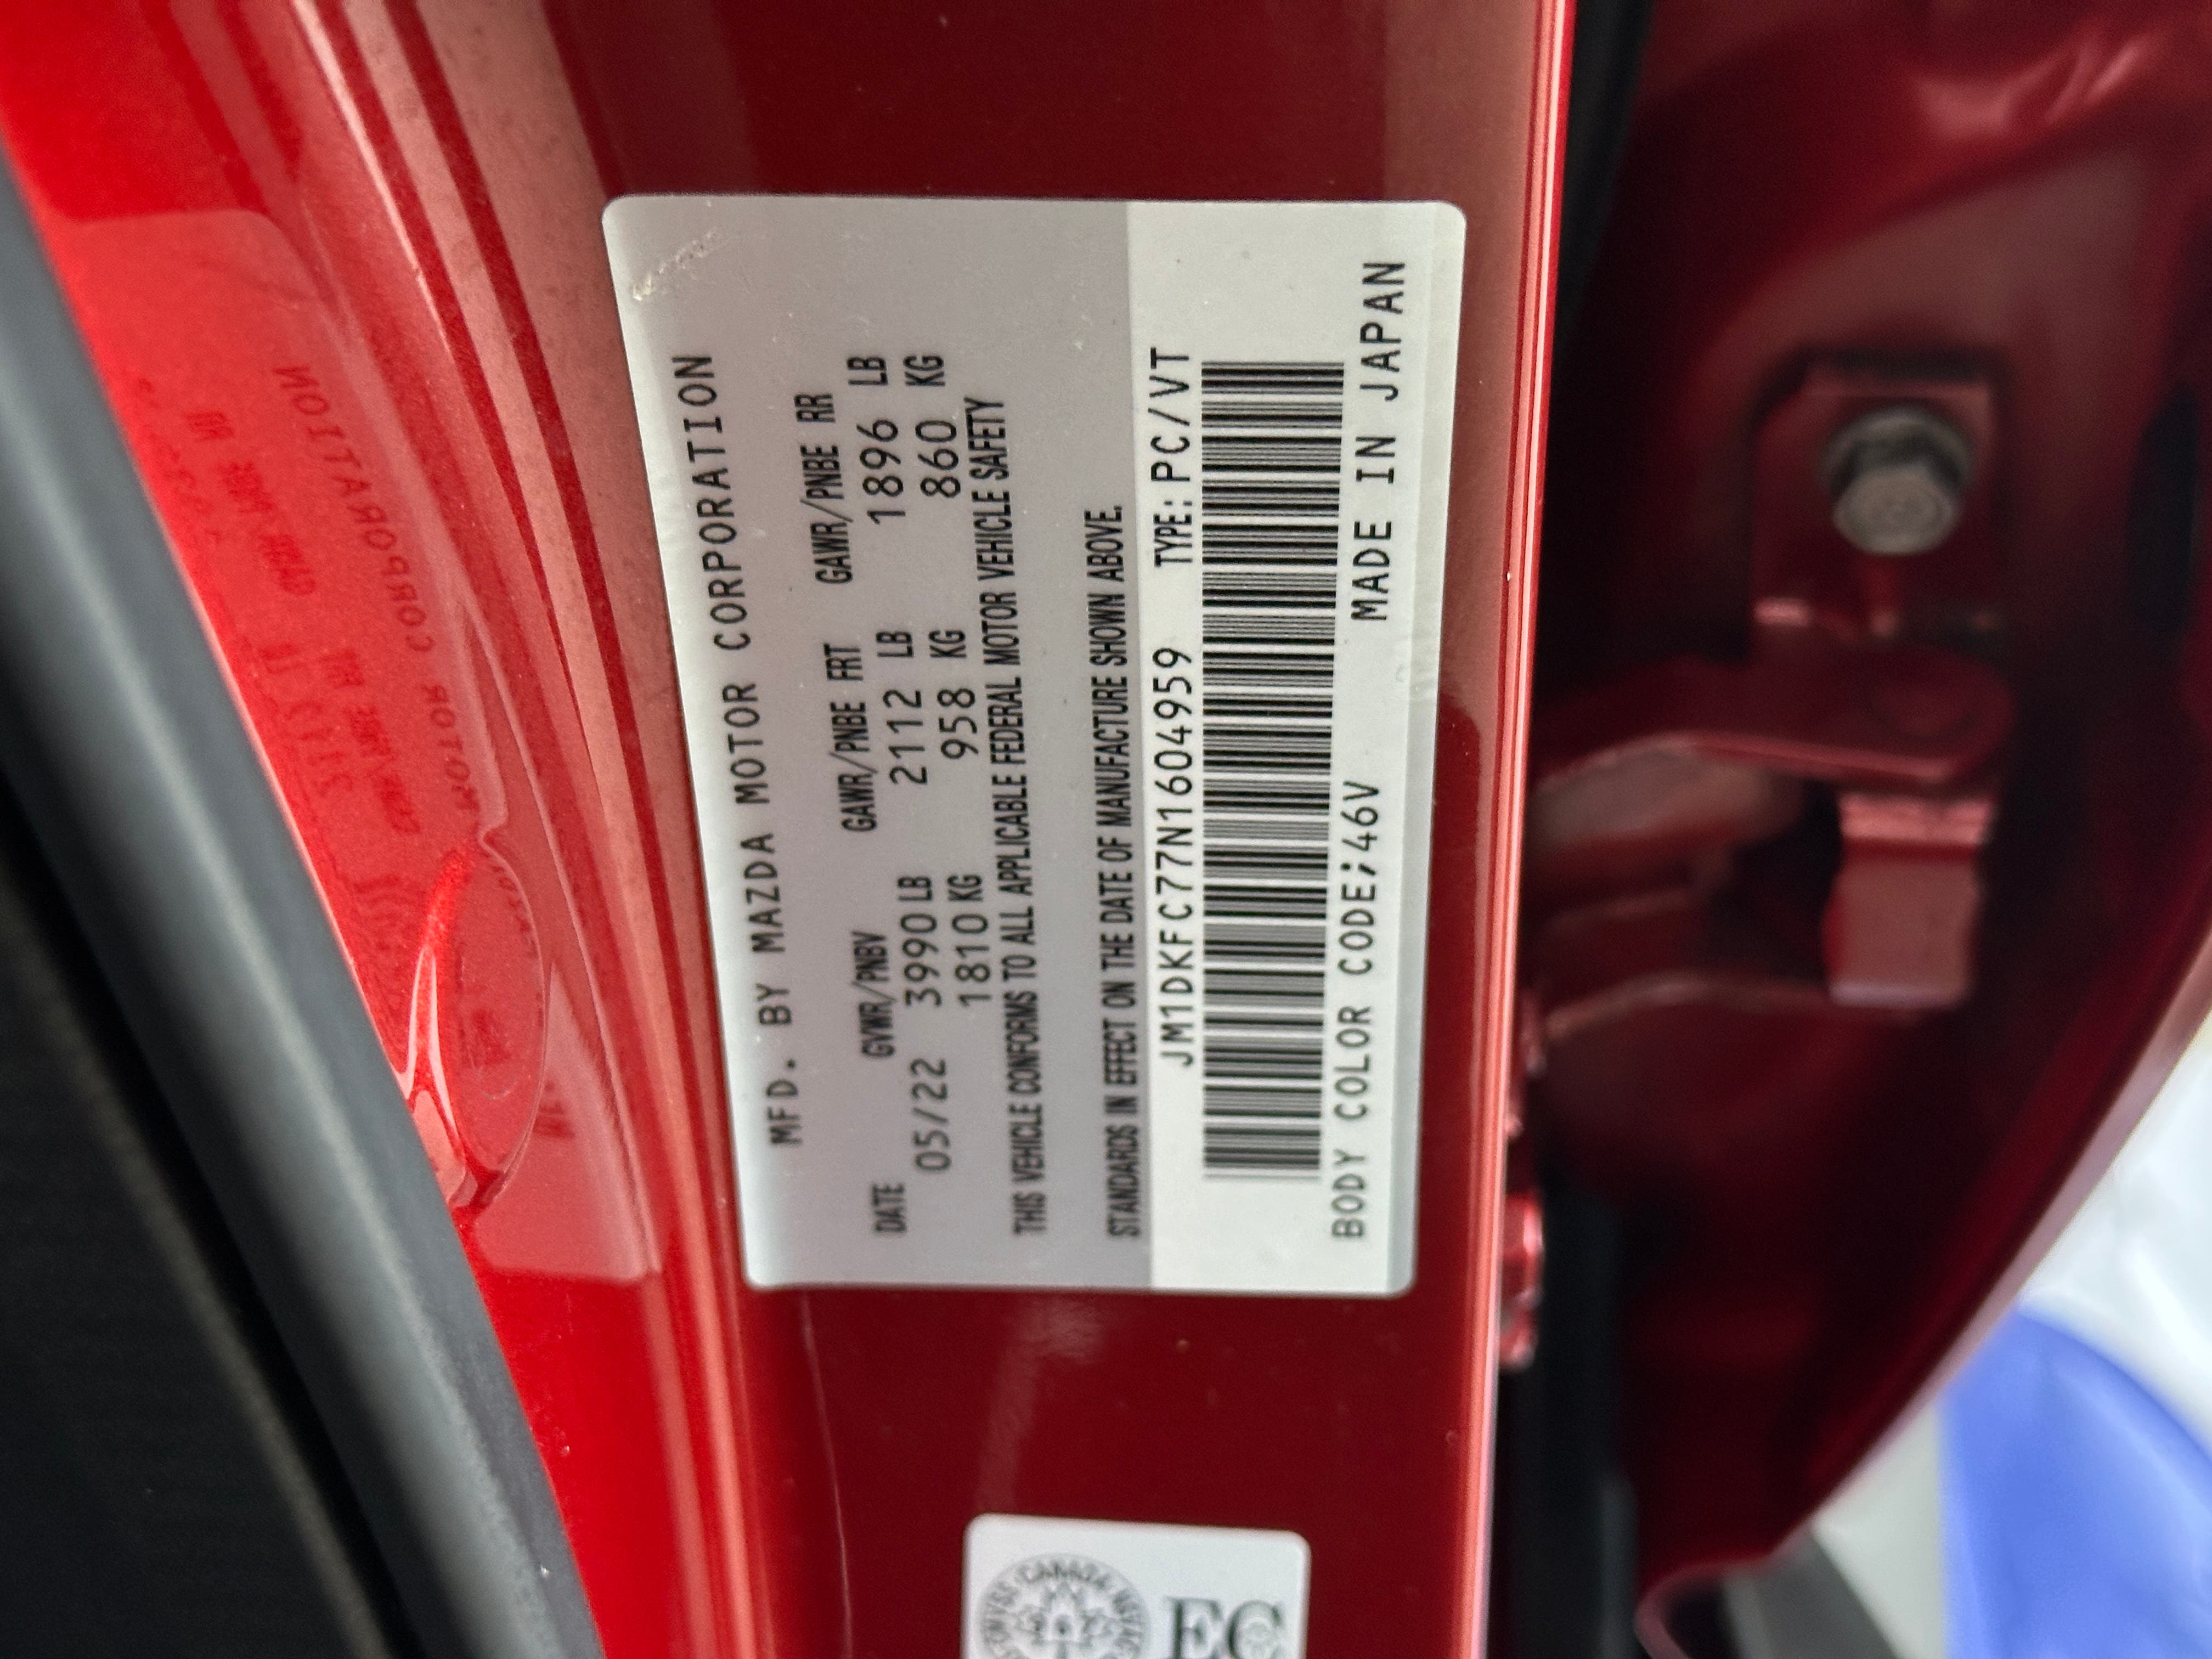 MFD. BY MAZDA MOTOR CORPORATION
DATE GVWR/PNBV GAWR/PNBE FRT GAWR/PNBE RR
05/22 3990 LB 2112 LB 1896 LB
1810 KG 958 KG 860 KG
THIS VEHICLE CONFORMS TO ALL APPLICABLE FEDERAL MOTOR VEHICLE SAFETY
STANDARDS IN EFFECT ON THE DATE OF MANUFACTURE SHOWN ABOVE.
JM1DKFC77N1604959 TYPE: PC/VT
BODY COLOR CODE;46V MADE IN JAPAN
CANADA
EC